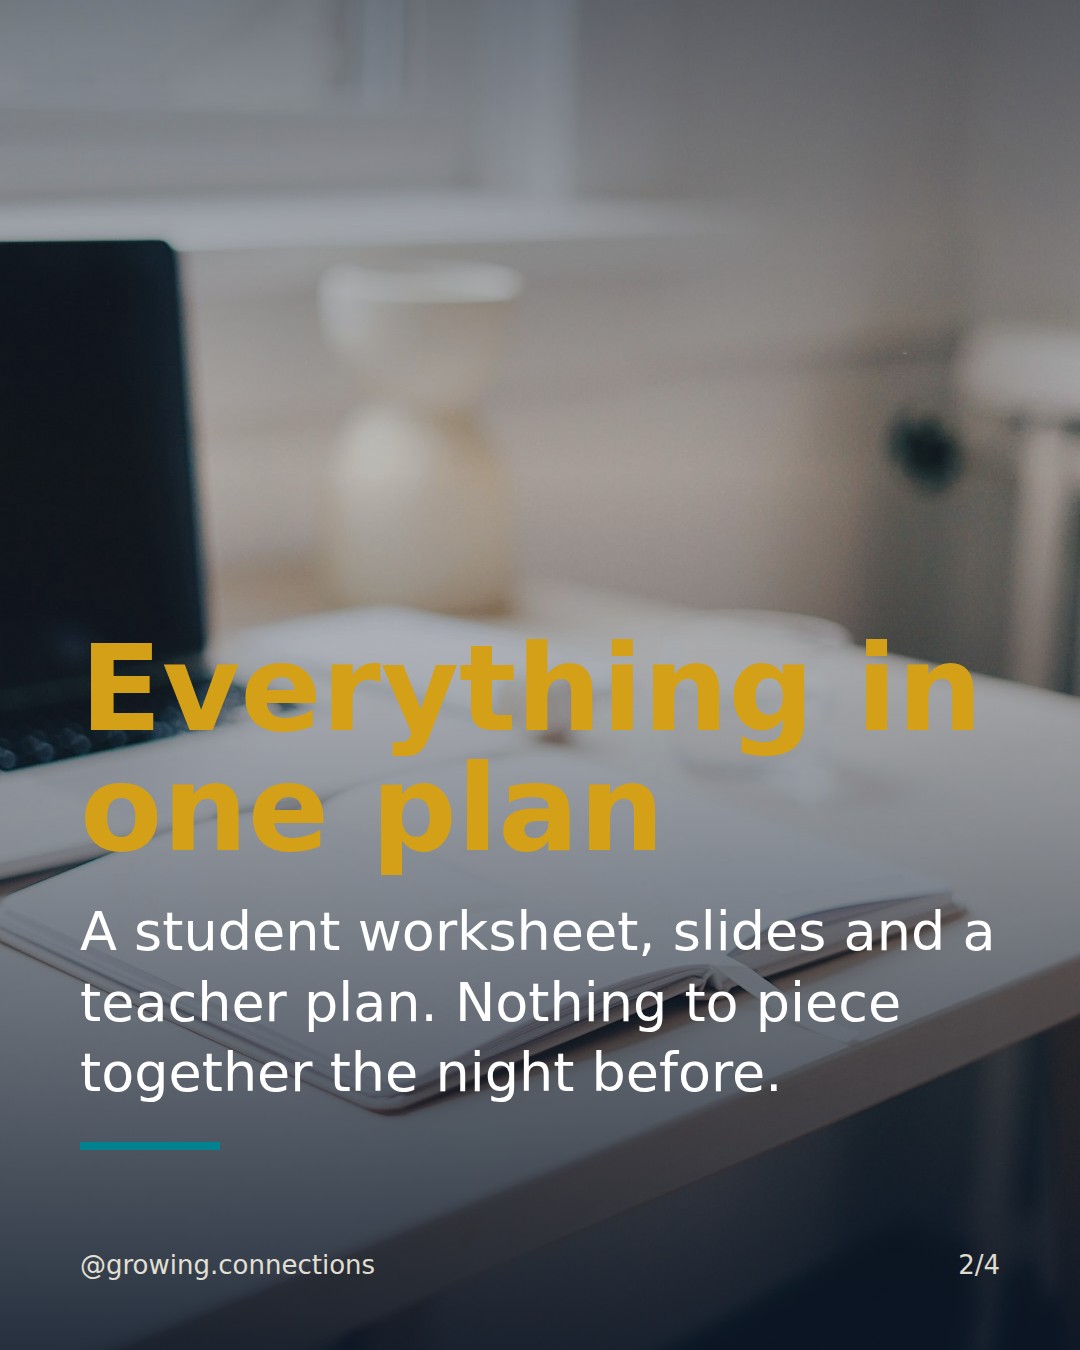 Everything in
one plan
A student worksheet, slides and a
teacher plan. Nothing to piece
together the night before.
@growing.connections
2/4